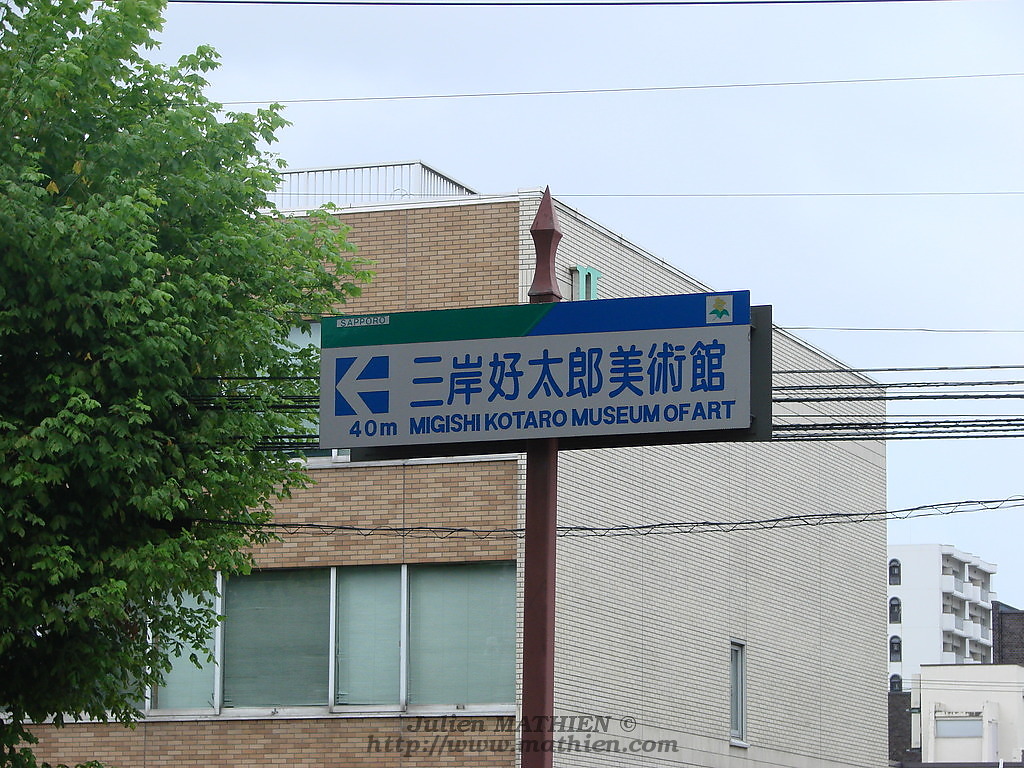 SAPPORO
三岸好太郎美術館
40m MIGISHI KOTARO MUSEUM OF ART
Julien MATHIEN ©
http://www.mathien.com